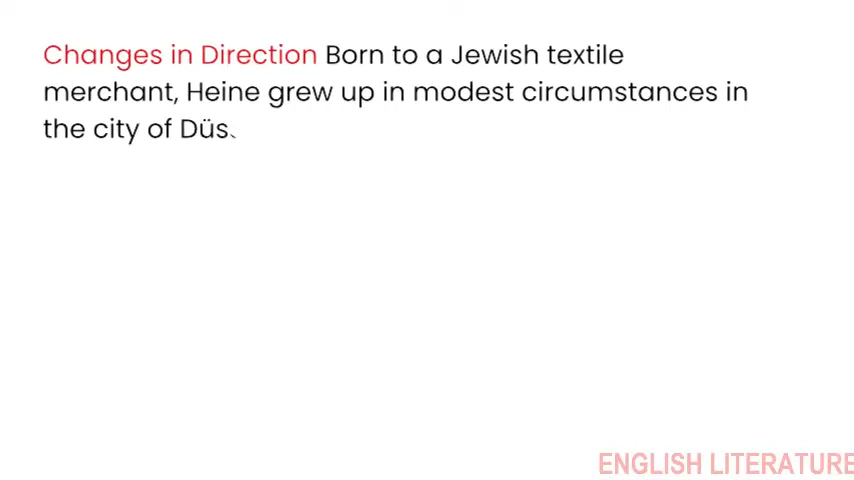 Changes in Direction Born to a Jewish textile
merchant, Heine grew up in modest circumstances in
the city of Düs
ENGLISH LITERATURE